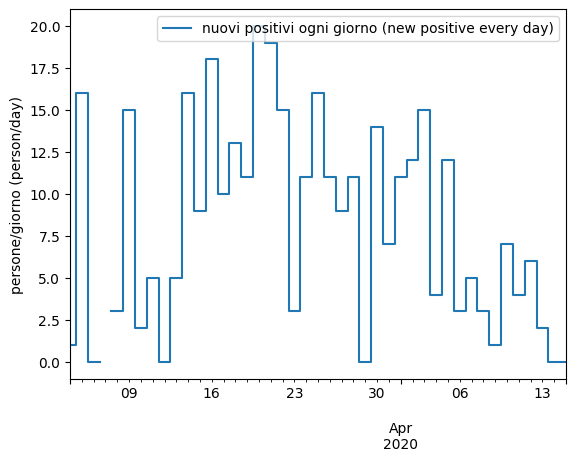 nuovi positivi ogni giorno (new positive every day)
persone/giorno (person/day)
20.0
17.5
15.0
12.5
10.0
7.5
5.0
2.5
0.0
09 16 23 30 06 13
Apr
2020